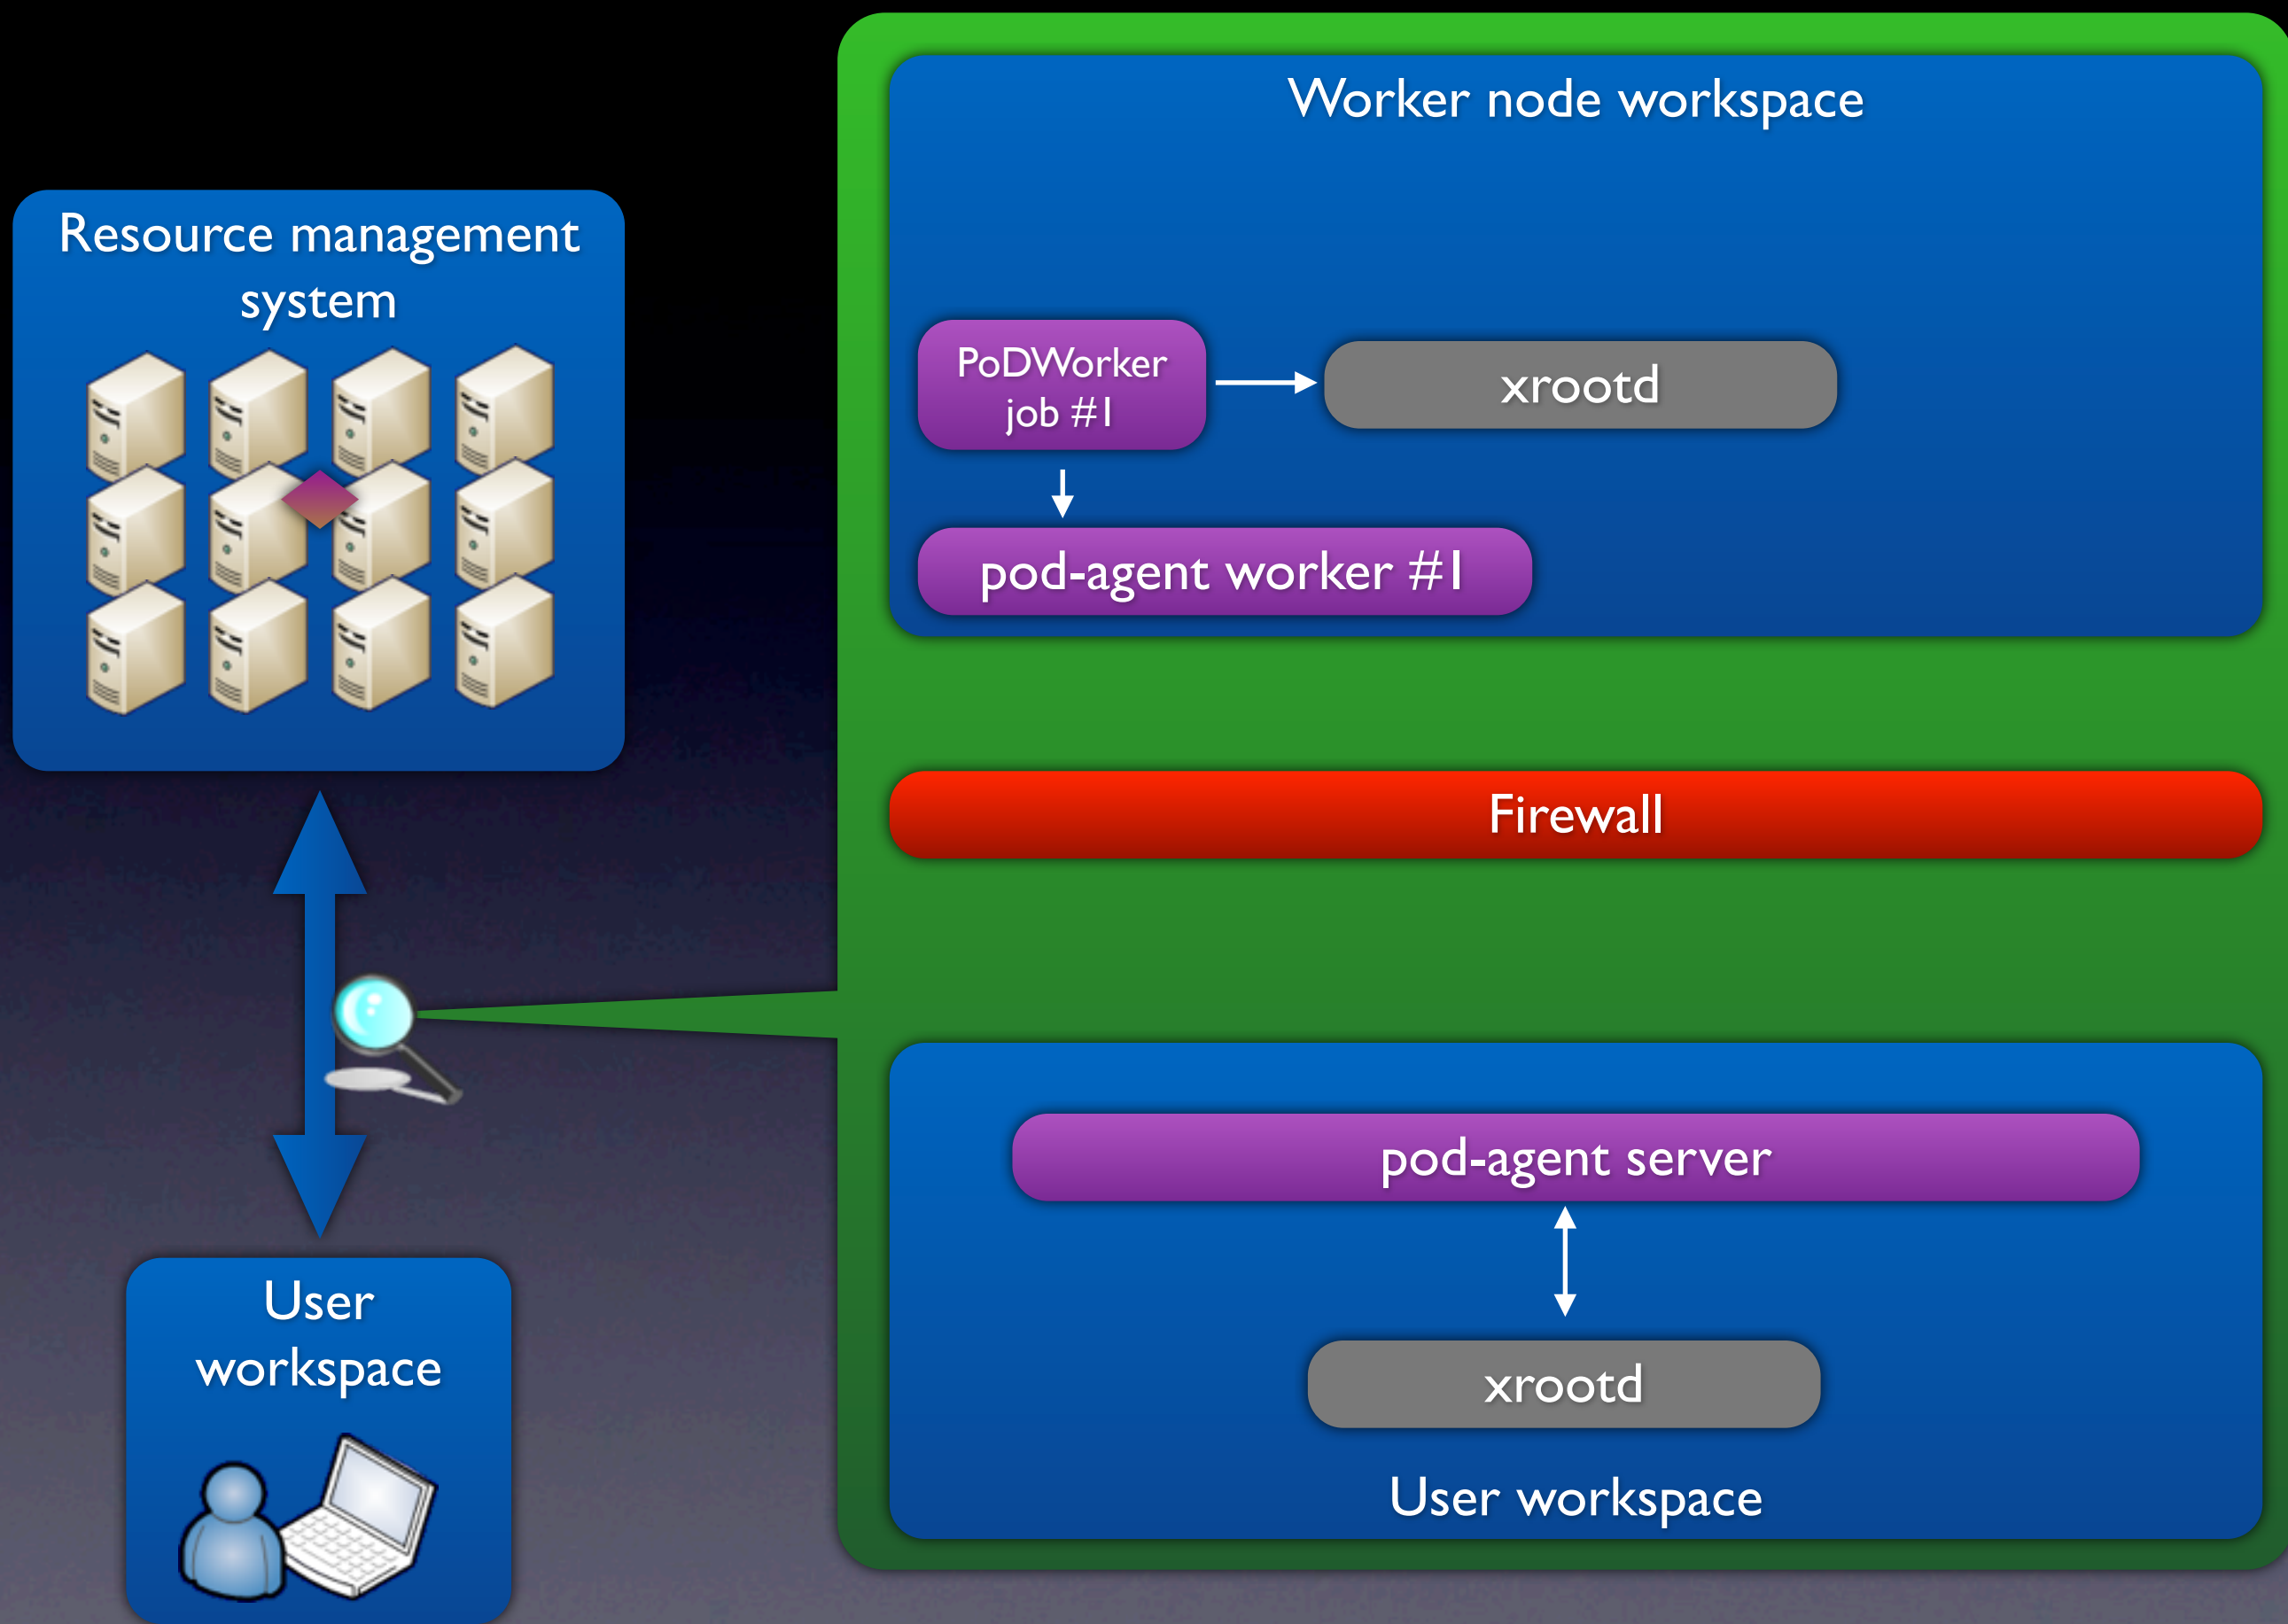 Resource management
system
User
workspace
Worker node workspace
PoDWorker
job #1
xrootd
pod-agent worker #1
Firewall
pod-agent server
xrootd
User workspace